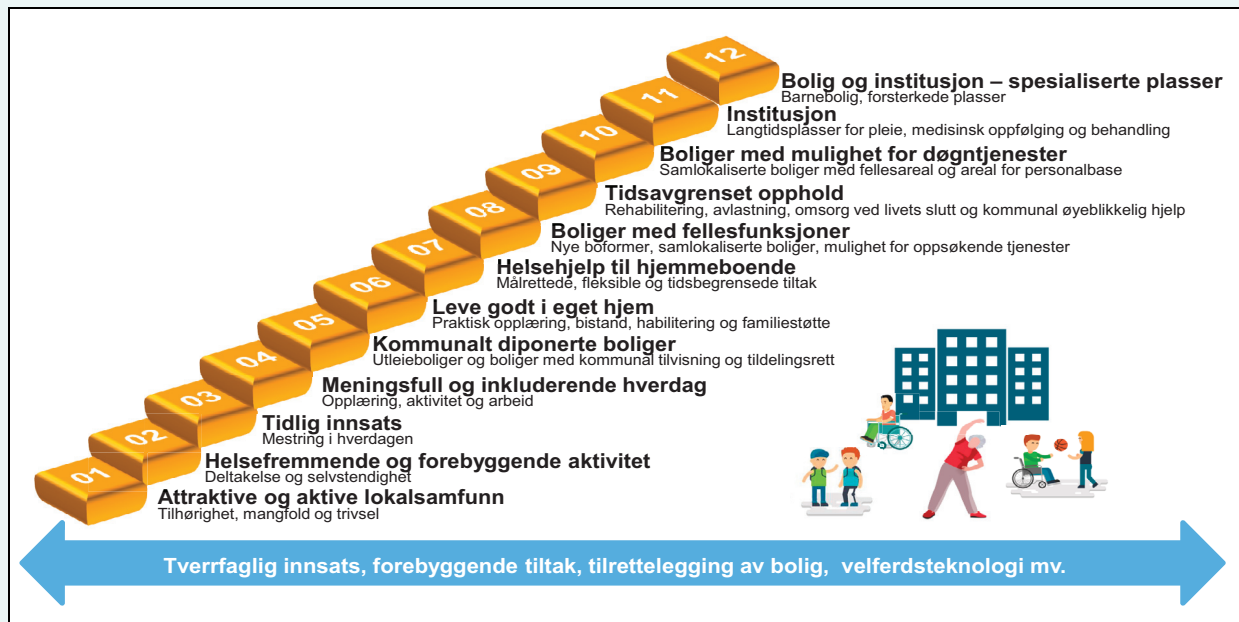 12
Bolig og institusjon – spesialiserte plasser
Barnebolig, forsterkede plasser
11
Institusjon
Langtidsplasser for pleie, medisinsk oppfølging og behandling
10
Boliger med mulighet for døgntjenester
Samlokaliserte boliger med fellesareal og areal for personalbase
09
Tidsavgrenset opphold
Rehabilitering, avlastning, omsorg ved livets slutt og kommunal øyeblikkelig hjelp
08
Boliger med fellesfunksjoner
Nye boformer, samlokaliserte boliger, mulighet for oppsøkende tjenester
07
Helsehjelp til hjemmeboende
Målrettede, fleksible og tidsbegrensede tiltak
06
Leve godt i eget hjem
Praktisk opplæring, bistand, habilitering og familiestøtte
05
Kommunalt diponerte boliger
Utleieboliger og boliger med kommunal tilvisning og tildelingsrett
04
Meningsfull og inkluderende hverdag
Opplæring, aktivitet og arbeid
03
Tidlig innsats
Mestring i hverdagen
02
Helsefremmende og forebyggende aktivitet
Deltakelse og selvstendighet
01
Attraktive og aktive lokalsamfunn
Tilhørighet, mangfold og trivsel
Tverrfaglig innsats, forebyggende tiltak, tilrettelegging av bolig, velferdsteknologi mv.